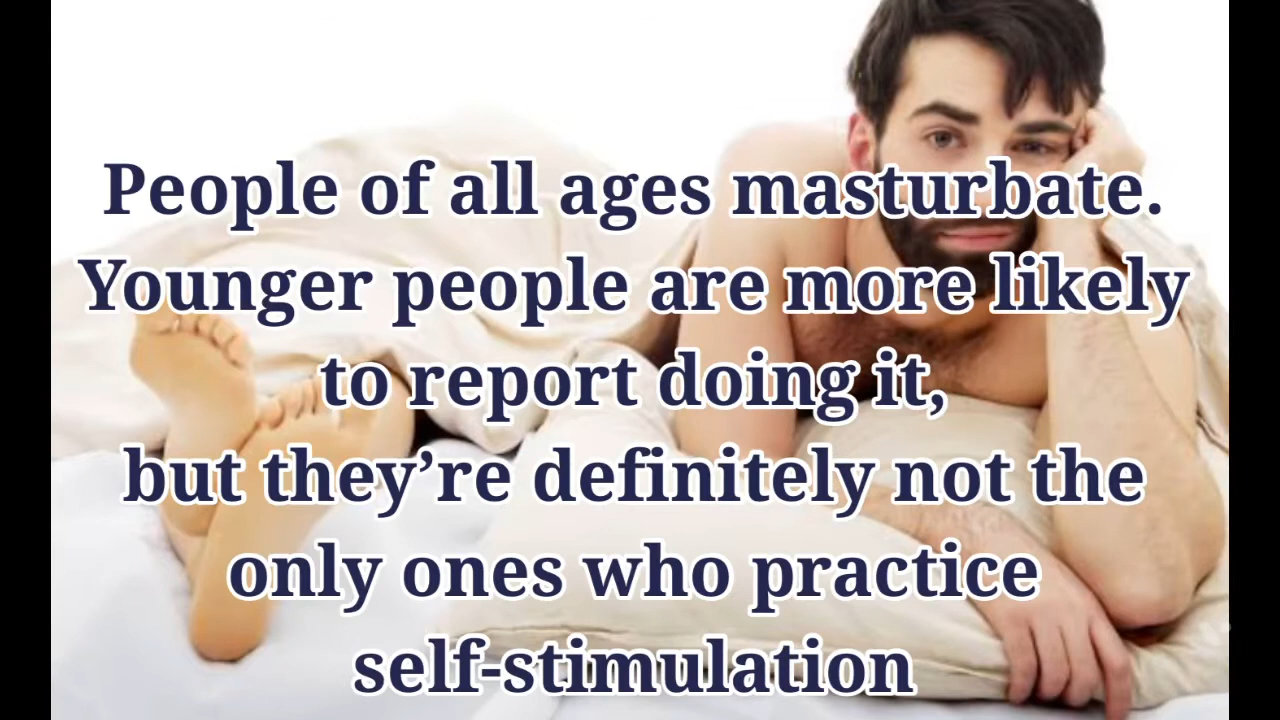 People of all ages masturbate.
Younger people are more likely
to report doing it,
but they’re definitely not the
only ones who practice
self-stimulation